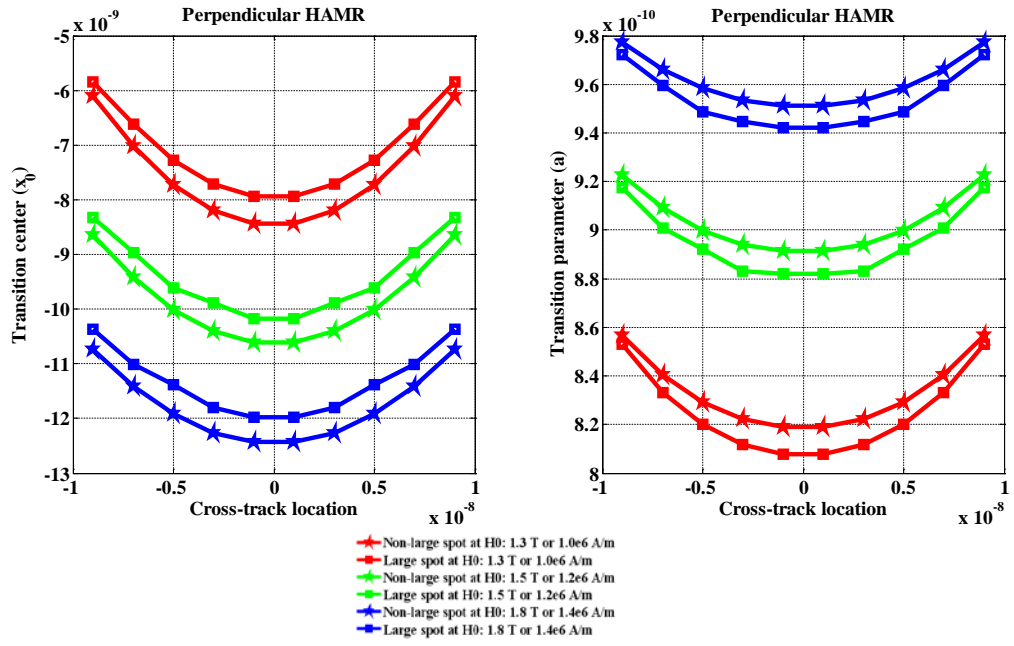 Perpendicular HAMR
x 10^-9
-5
-6
-7
-8
-9
-10
-11
-12
-13
-1
-0.5
0
0.5
1
x 10^-8
Transition center (x_0)
Cross-track location
Perpendicular HAMR
x 10^-10
9.8
9.6
9.4
9.2
9
8.8
8.6
8.4
8.2
8
-1
-0.5
0
0.5
1
x 10^-8
Transition parameter (a)
Cross-track location
Non-large spot at H0: 1.3 T or 1.0e6 A/m
Large spot at H0: 1.3 T or 1.0e6 A/m
Non-large spot at H0: 1.5 T or 1.2e6 A/m
Large spot at H0: 1.5 T or 1.2e6 A/m
Non-large spot at H0: 1.8 T or 1.4e6 A/m
Large spot at H0: 1.8 T or 1.4e6 A/m